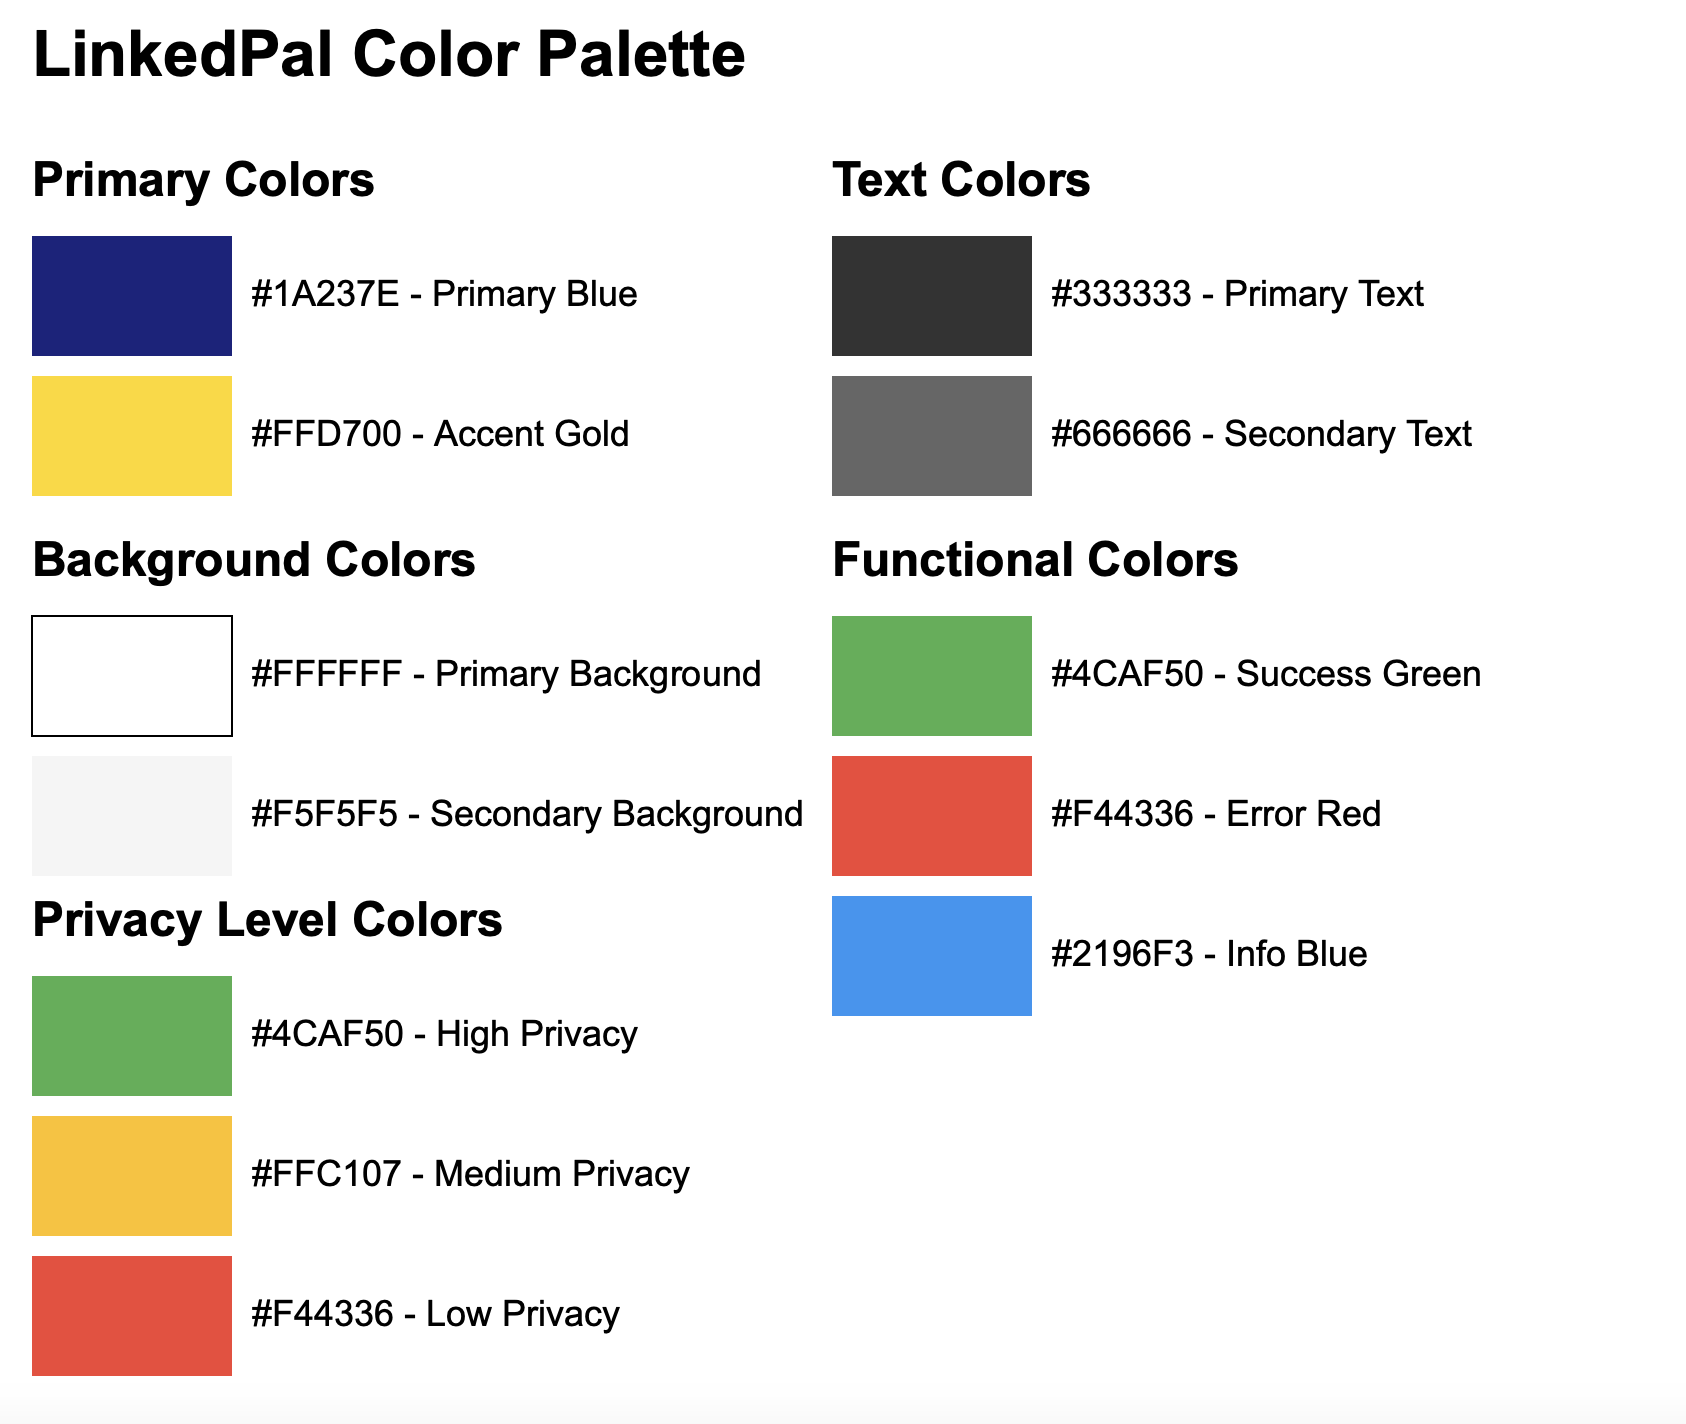 LinkedPal Color Palette
Primary Colors
#1A237E - Primary Blue
#FFD700 - Accent Gold
Background Colors
#FFFFFF - Primary Background
#F5F5F5 - Secondary Background
Privacy Level Colors
#4CAF50 - High Privacy
#FFC107 - Medium Privacy
#F44336 - Low Privacy
Text Colors
#333333 - Primary Text
#666666 - Secondary Text
Functional Colors
#4CAF50 - Success Green
#F44336 - Error Red
#2196F3 - Info Blue